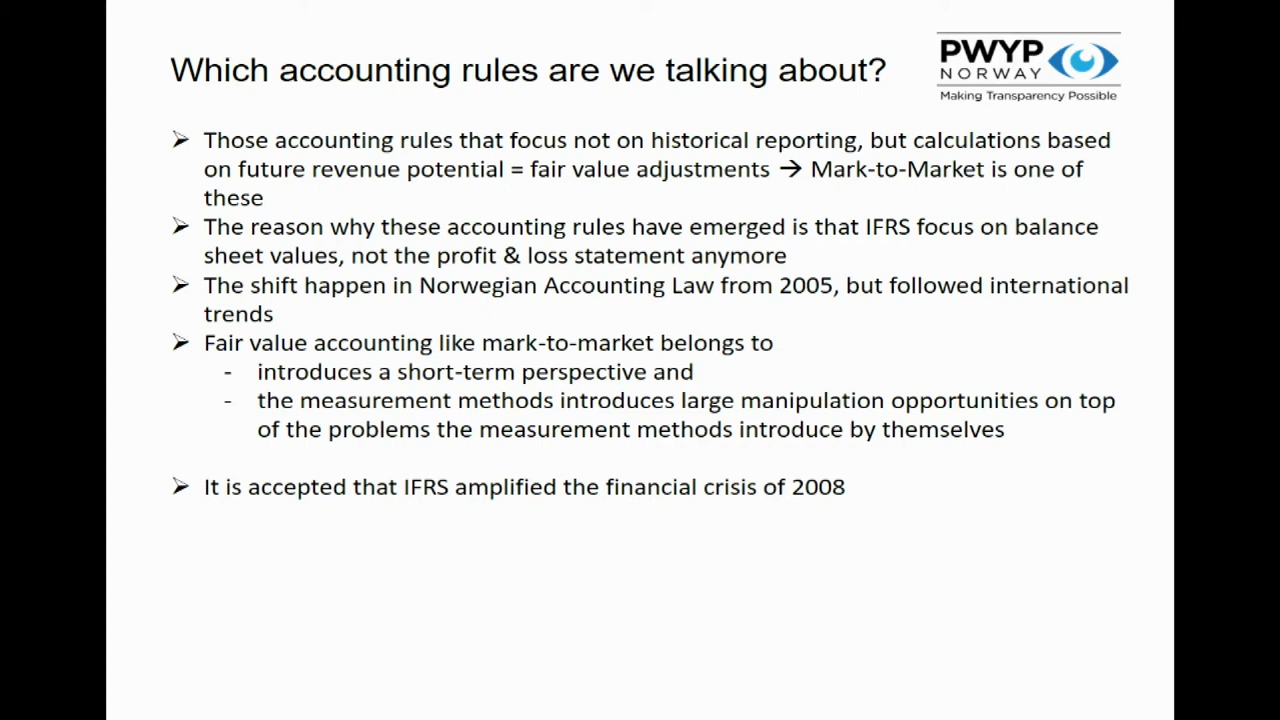 Which accounting rules are we talking about?
PWYP
NORWAY
Making Transparency Possible
➢ Those accounting rules that focus not on historical reporting, but calculations based
on future revenue potential = fair value adjustments → Mark-to-Market is one of
these
➢ The reason why these accounting rules have emerged is that IFRS focus on balance
sheet values, not the profit & loss statement anymore
➢ The shift happen in Norwegian Accounting Law from 2005, but followed international
trends
➢ Fair value accounting like mark-to-market belongs to
- introduces a short-term perspective and
- the measurement methods introduces large manipulation opportunities on top
of the problems the measurement methods introduce by themselves
➢ It is accepted that IFRS amplified the financial crisis of 2008